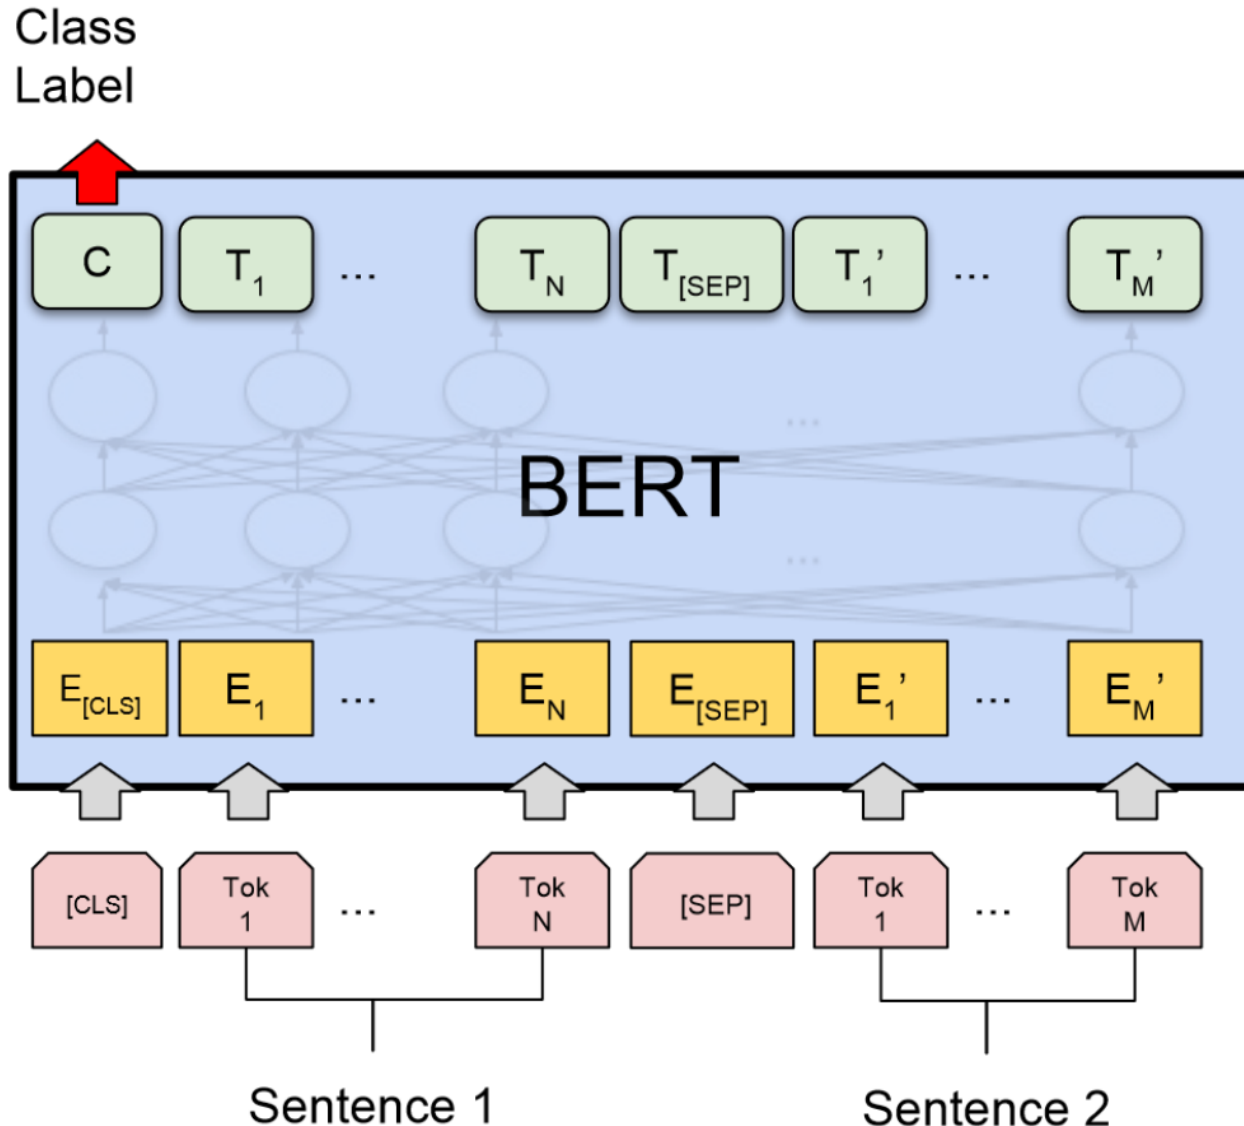 Class
Label
C T1 ... TN T[SEP] T1’ ... TM’
...
BERT
...
E[CLS] E1 ... EN E[SEP] E1’ ... EM’
[CLS] Tok 1 ... Tok N [SEP] Tok 1 ... Tok M
Sentence 1 Sentence 2